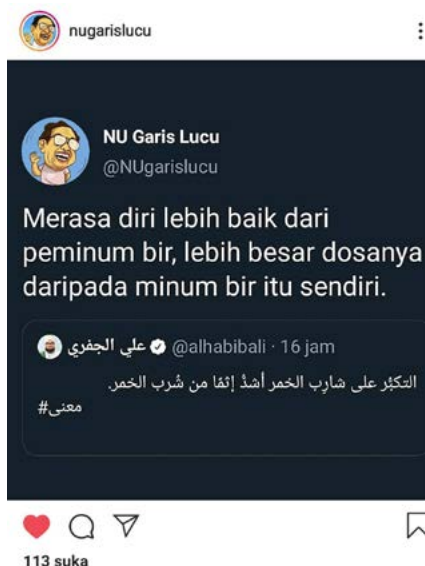 nugarislucu
NU Garis Lucu
@NUgarislucu
Merasa diri lebih baik dari
peminum bir, lebih besar dosanya
daripada minum bir itu sendiri.
علي الجفري @alhabibali · 16 jam
التكبُّر على شارِب الخمر أشدُّ إثمًا من شُرب الخمر.
#معنى
113 suka